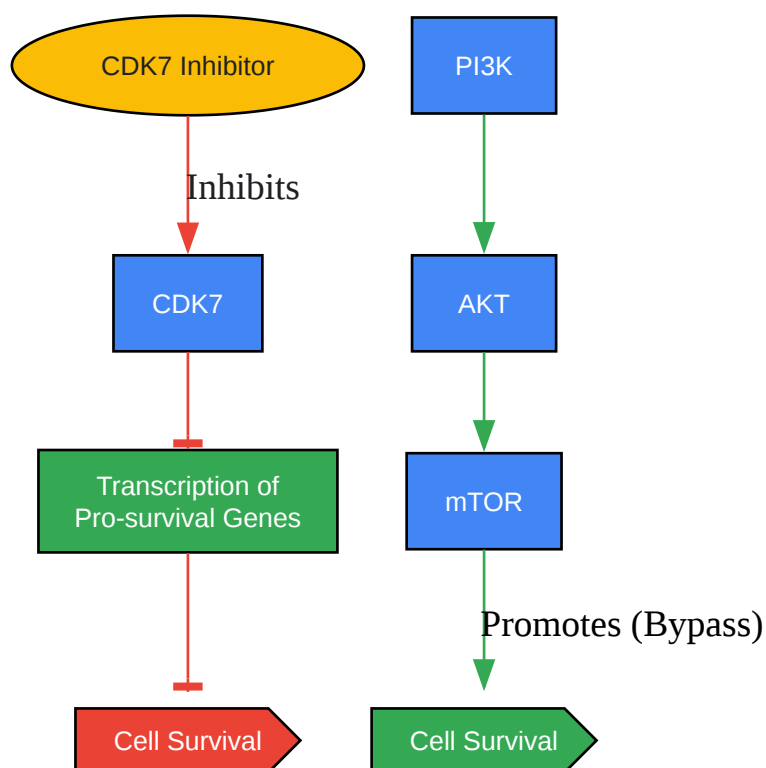 CDK7 Inhibitor
PI3K
Inhibits
CDK7
AKT
Transcription of
Pro-survival Genes
mTOR
Promotes (Bypass)
Cell Survival
Cell Survival